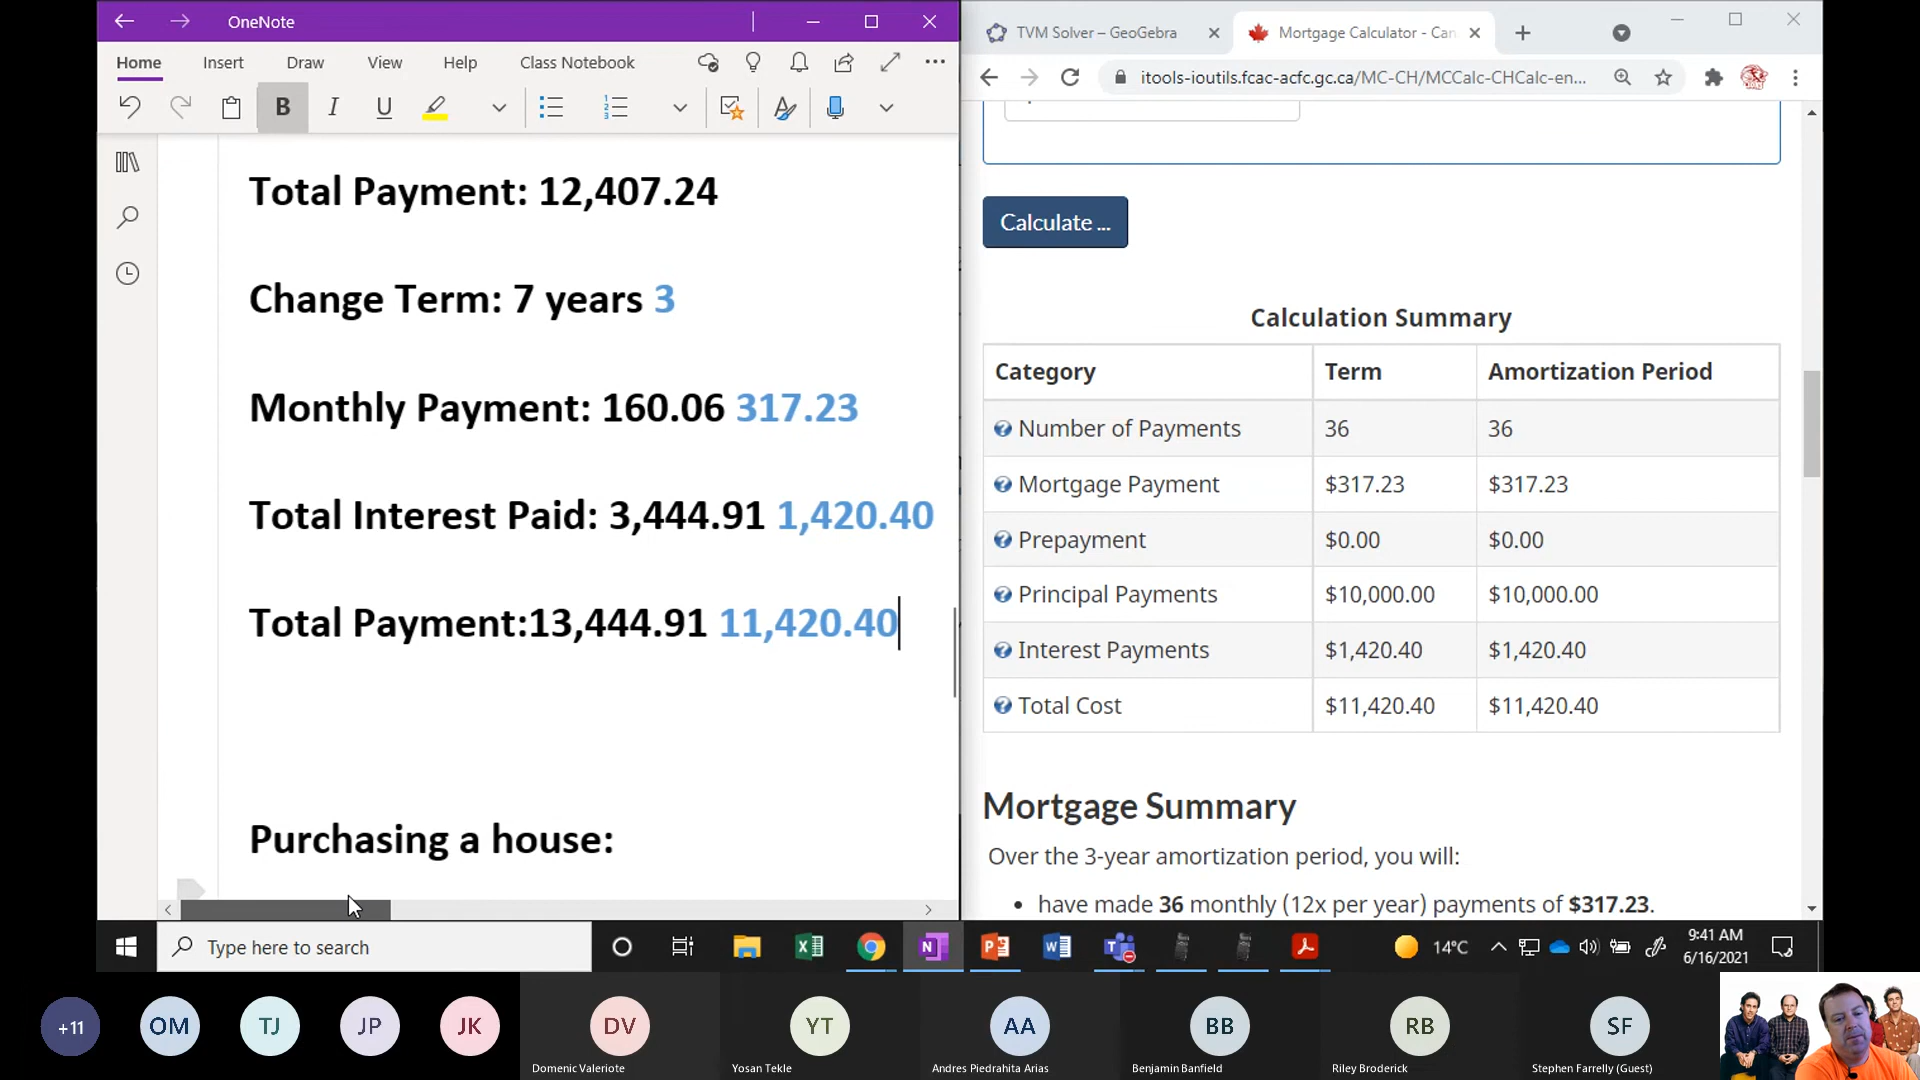 OneNote
Home Insert Draw View Help Class Notebook
B I U
Total Payment: 12,407.24
Change Term: 7 years 3
Monthly Payment: 160.06 317.23
Total Interest Paid: 3,444.91 1,420.40
Total Payment:13,444.91 11,420.40
Purchasing a house:
TVM Solver – GeoGebra
Mortgage Calculator - Can
itools-ioutils.fcac-acfc.gc.ca/MC-CH/MCCalc-CHCalc-en...
Calculate ...
Calculation Summary
Category Term Amortization Period
Number of Payments 36 36
Mortgage Payment $317.23 $317.23
Prepayment $0.00 $0.00
Principal Payments $10,000.00 $10,000.00
Interest Payments $1,420.40 $1,420.40
Total Cost $11,420.40 $11,420.40
Mortgage Summary
Over the 3-year amortization period, you will:
• have made 36 monthly (12x per year) payments of $317.23.
Type here to search
14°C
9:41 AM
6/16/2021
+11 OM TJ JP JK DV YT AA BB RB SF
Domenic Valeriote Yosan Tekle Andres Piedrahita Arias Benjamin Banfield Riley Broderick Stephen Farrelly (Guest)